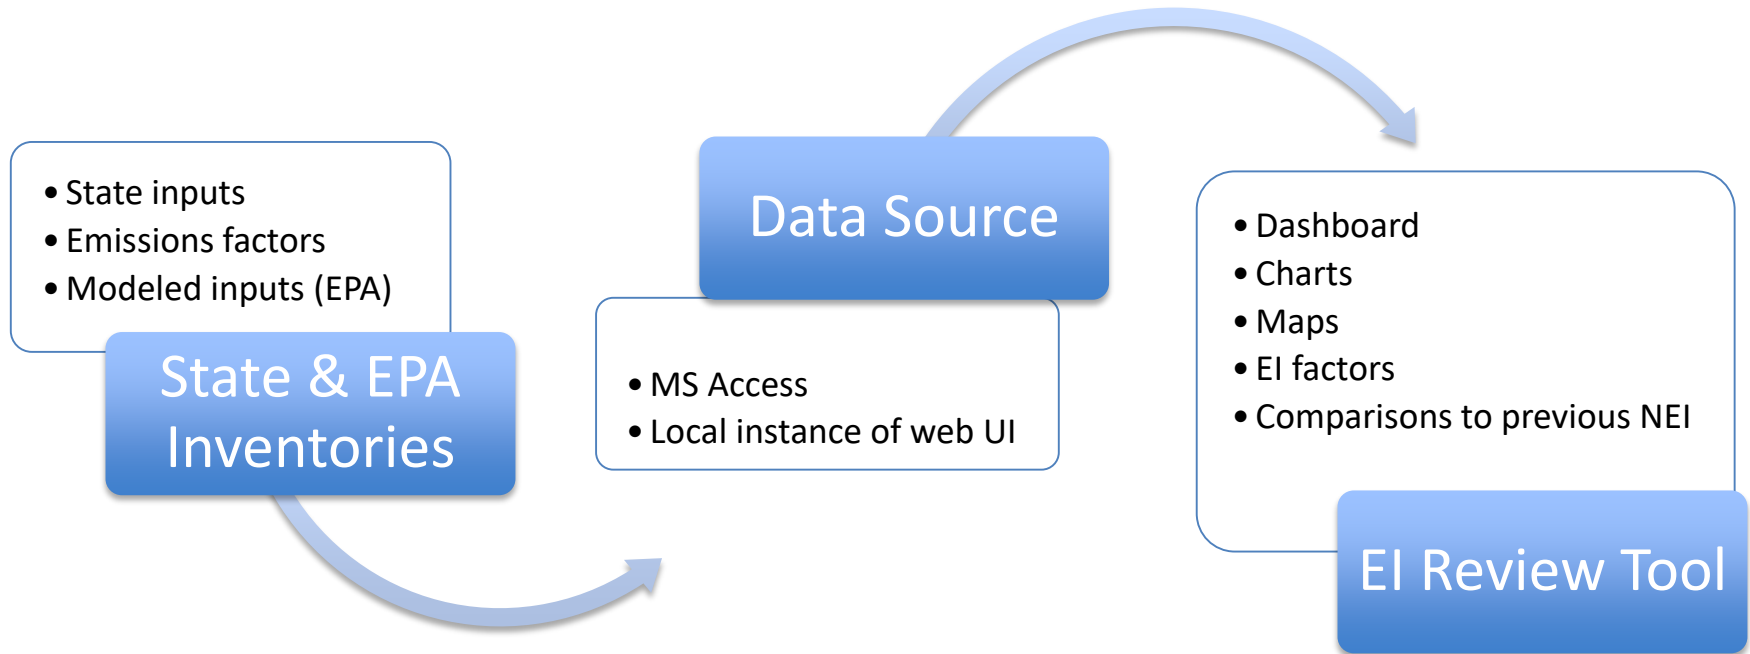 • State inputs
• Emissions factors
• Modeled inputs (EPA)
State & EPA
Inventories
Data Source
• MS Access
• Local instance of web UI
• Dashboard
• Charts
• Maps
• EI factors
• Comparisons to previous NEI
EI Review Tool